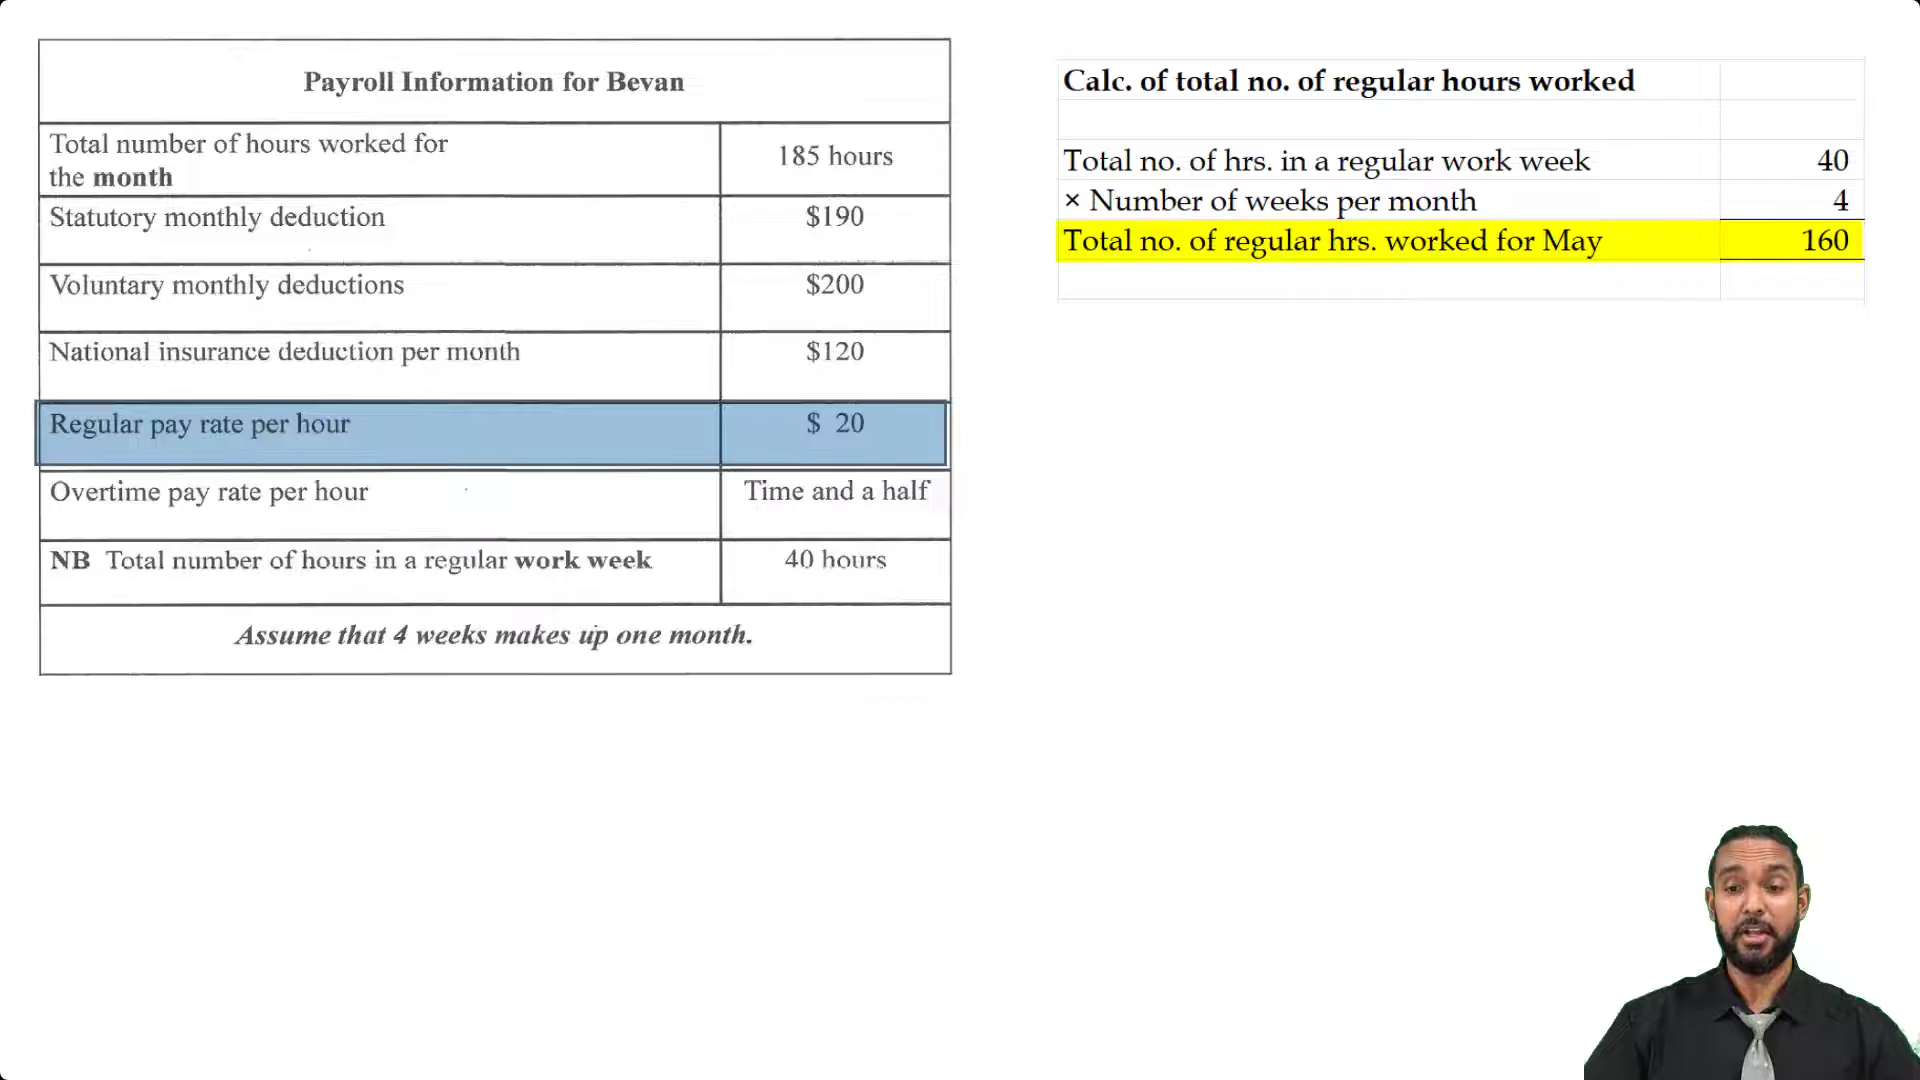 Payroll Information for Bevan
Total number of hours worked for
the month
185 hours
Statutory monthly deduction
$190
Voluntary monthly deductions
$200
National insurance deduction per month
$120
Regular pay rate per hour
$ 20
Overtime pay rate per hour
Time and a half
NB Total number of hours in a regular work week
40 hours
Assume that 4 weeks makes up one month.
Calc. of total no. of regular hours worked
Total no. of hrs. in a regular work week
40
× Number of weeks per month
4
Total no. of regular hrs. worked for May
160